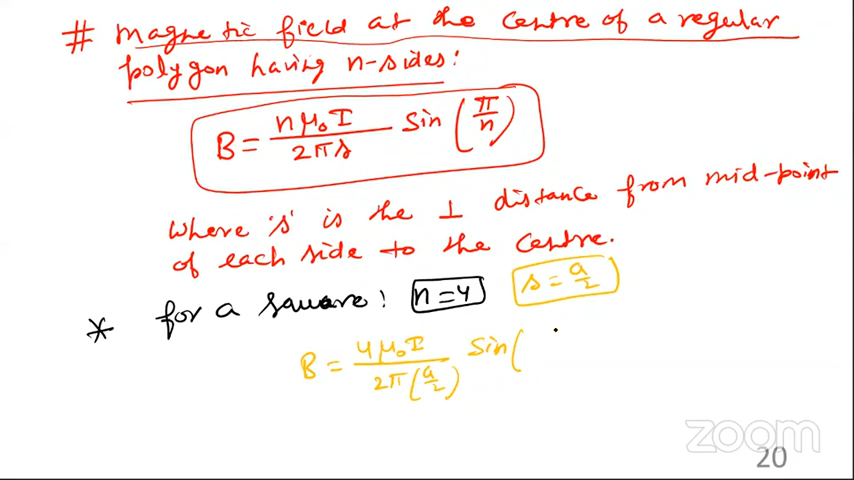 # Magnetic field at the centre of a regular
polygon having n-sides:
B = nμ₀I / 2πs sin (π/n)
Where 's' is the ⊥ distance from mid-point
of each side to the centre.
* for a square: n=4 s = a/2
B = 4μ₀I / 2π(a/2) sin(
zoom
20